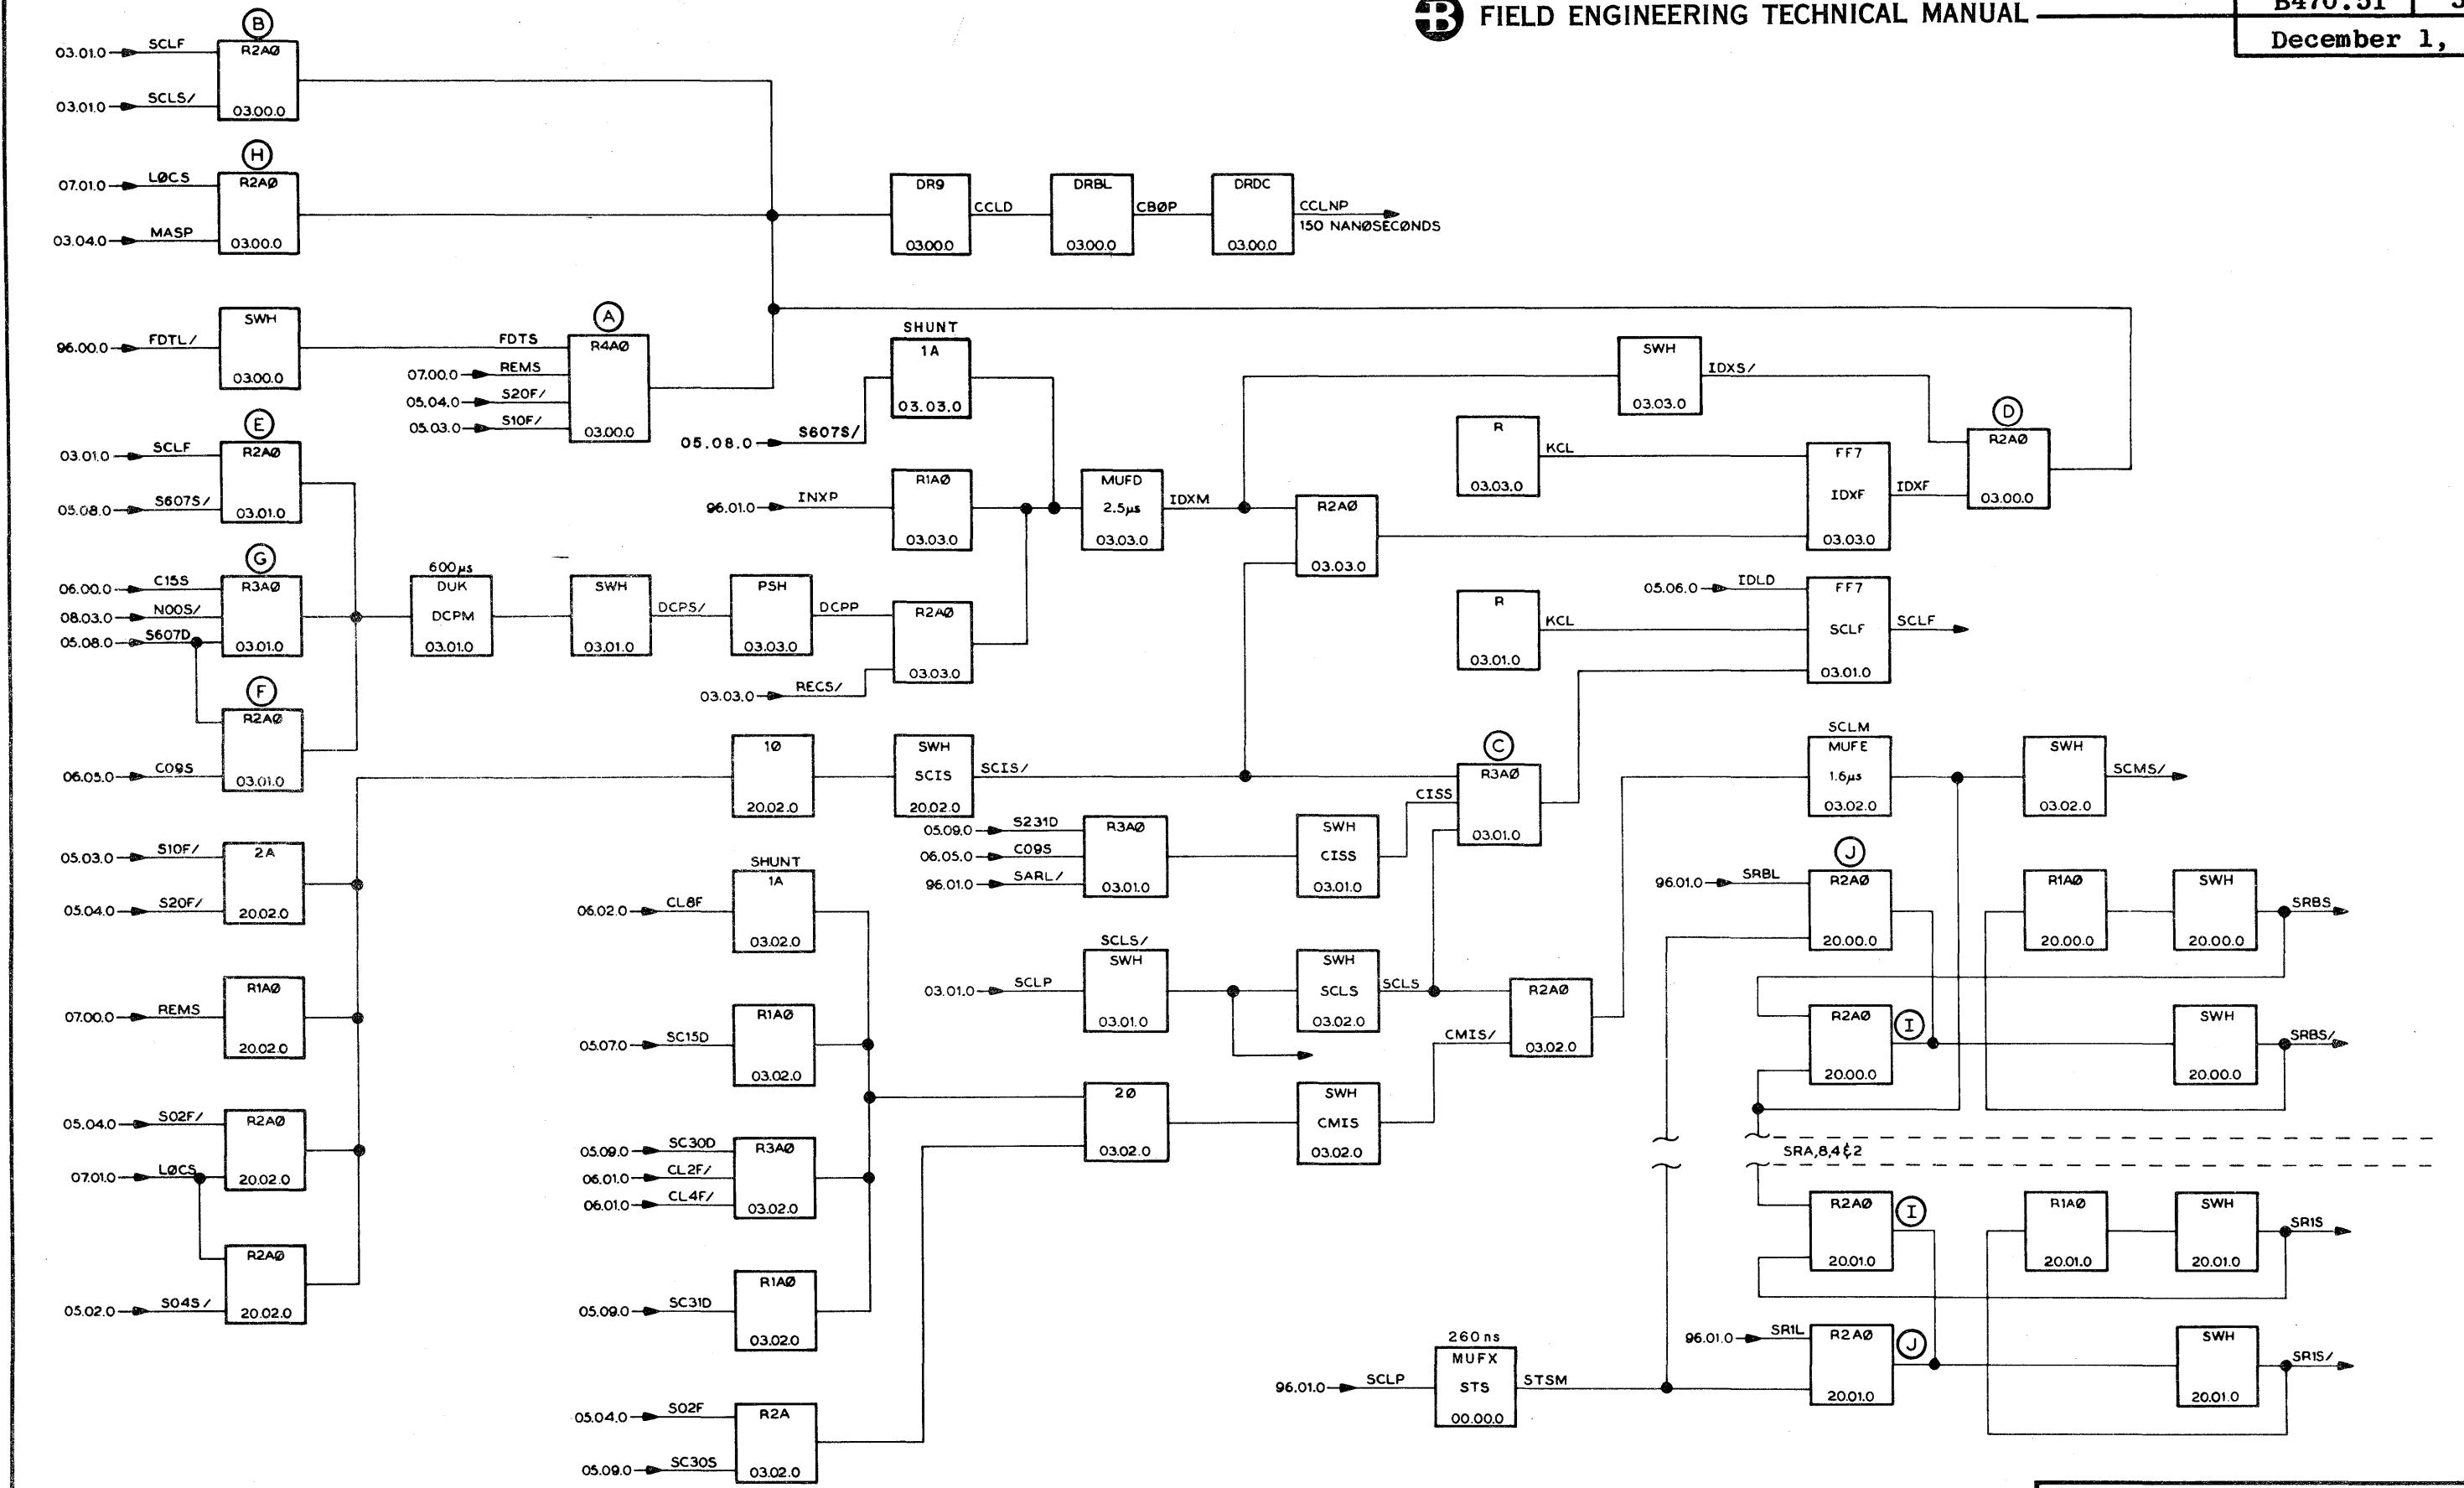 B FIELD ENGINEERING TECHNICAL MANUAL
B470.51
December 1,
B
03.01.0 SCLF R2AØ
03.01.0 SCLS/ 03.00.0
H
07.01.0 LØCS R2AØ
03.04.0 MASP 03.00.0
DR9 03.00.0 CCLD DRBL 03.00.0 CBØP DRDC 03.00.0 CCLNP
150 NANØSECØNDS
96.00.0 FDTL/ SWH 03.00.0 FDTS
A
R4AØ 03.00.0
07.00.0 REMS
05.04.0 S20F/
05.03.0 S10F/
SHUNT
1A 03.03.0
05.08.0 S607S/
SWH 03.03.0 IDXS/
D
R2AØ 03.00.0
R 03.03.0 KCL
FF7 IDXF 03.03.0 IDXF
E
03.01.0 SCLF R2AØ
05.08.0 S607S/ 03.01.0
96.01.0 INXP R1AØ 03.03.0
MUFD 2.5µs 03.03.0 IDXM
R2AØ 03.03.0
G
06.00.0 C15S R3AØ
08.03.0 N00S/
05.08.0 S607D 03.01.0
600µs
DUK DCPM 03.01.0
SWH 03.01.0 DCPS/
PSH 03.03.0 DCPP
R2AØ 03.03.0
03.03.0 RECS/
R 03.01.0 KCL
05.06.0 IDLD FF7 SCLF 03.01.0 SCLF
F
R2AØ
06.05.0 C09S 03.01.0
1Ø 20.02.0
SWH SCIS 20.02.0 SCIS/
C
R3AØ 03.01.0
CISS
SCLM
MUFE 1.6µs 03.02.0
SWH 03.02.0 SCMS/
05.09.0 S231D R3AØ
06.05.0 C09S
96.01.0 SARL/ 03.01.0
SWH CISS 03.01.0
05.03.0 S10F/ 2A
05.04.0 S20F/ 20.02.0
SHUNT
06.02.0 CL8F 1A 03.02.0
J
96.01.0 SRBL R2AØ 20.00.0
R1AØ 20.00.0
SWH 20.00.0 SRBS
SCLS/
03.01.0 SCLP SWH 03.01.0
SWH SCLS 03.02.0 SCLS
R2AØ 03.02.0
CMIS/
07.00.0 REMS R1AØ 20.02.0
05.07.0 SC15D R1AØ 03.02.0
R2AØ 20.00.0
I
SWH 20.00.0 SRBS/
05.04.0 S02F/ R2AØ
07.01.0 LØCS 20.02.0
2Ø 03.02.0
SWH CMIS 03.02.0
05.09.0 SC30D R3AØ
06.01.0 CL2F/
06.01.0 CL4F/ 03.02.0
SRA,8,4&2
R2AØ 20.01.0
I
R1AØ 20.01.0
SWH 20.01.0 SR1S
R2AØ
05.02.0 S04S/ 20.02.0
05.09.0 SC31D R1AØ 03.02.0
260 ns
96.01.0 SCLP MUFX STS 00.00.0 STSM
96.01.0 SR1L R2AØ 20.01.0
J
SWH 20.01.0 SR1S/
05.04.0 S02F R2A
05.09.0 SC30S 03.02.0